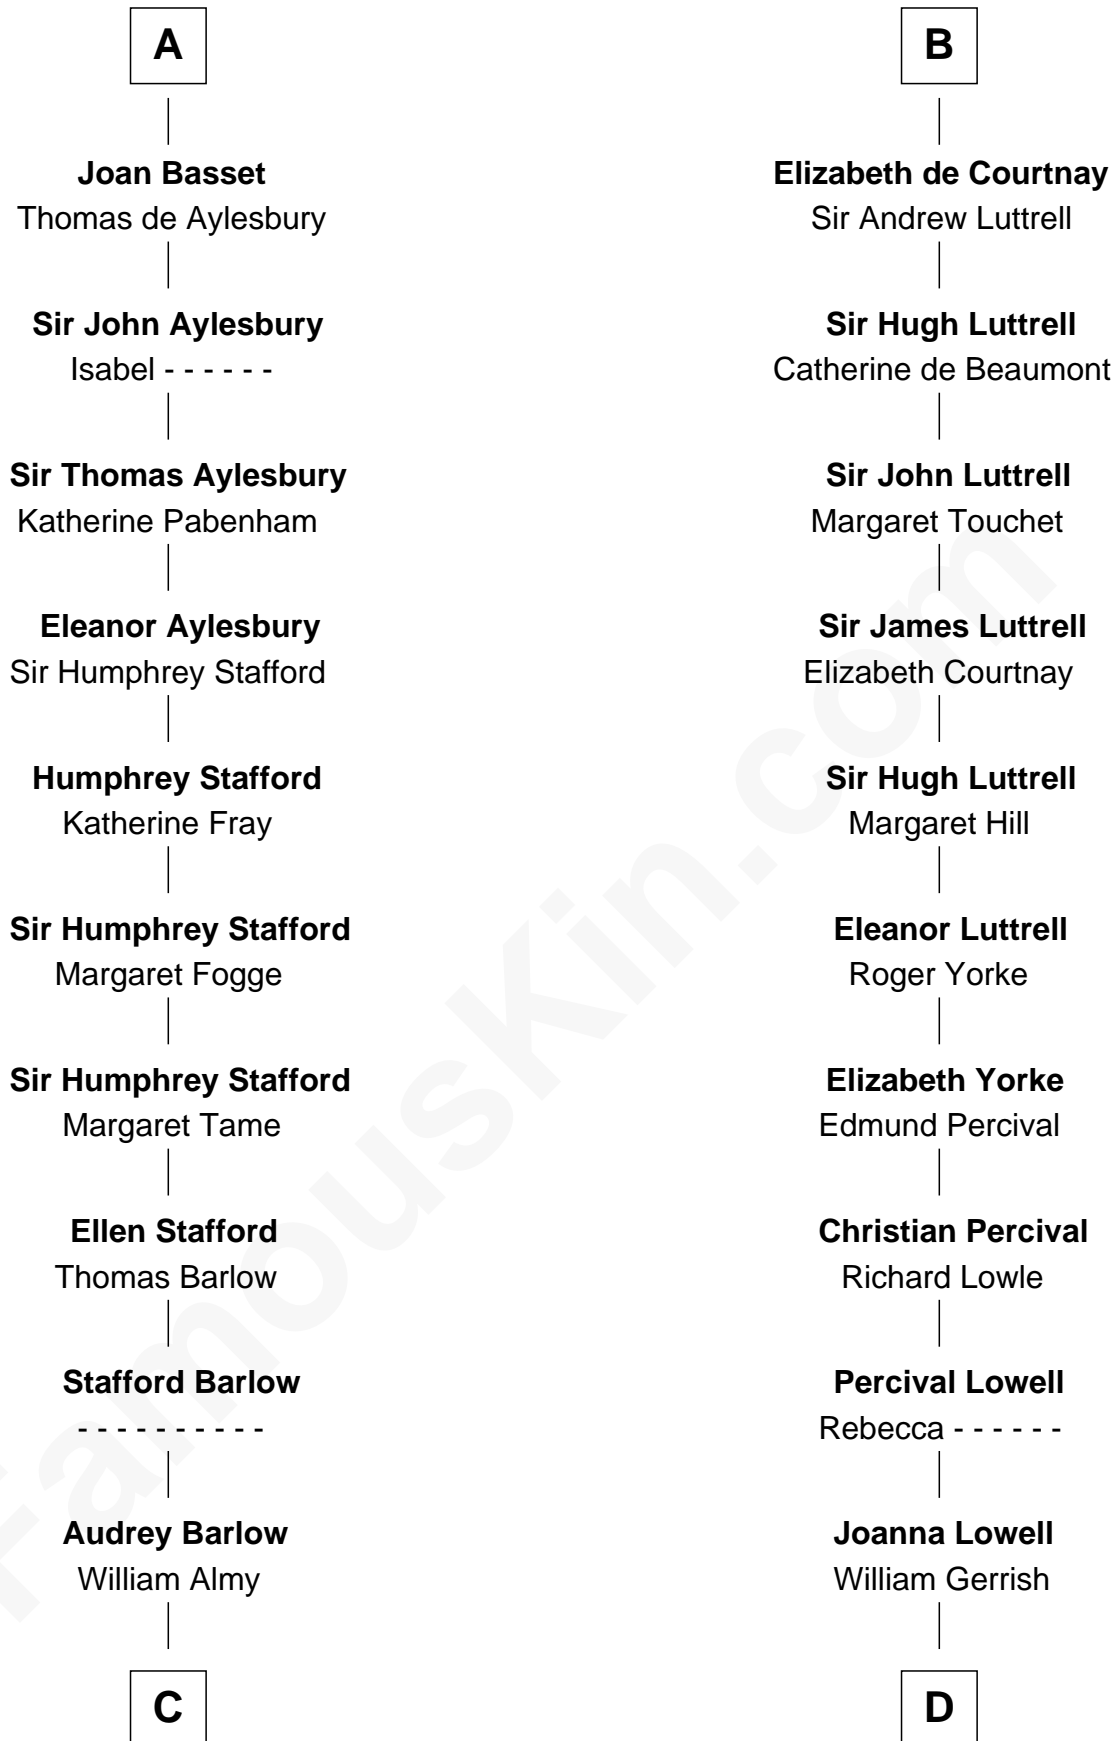 A
Joan Basset
Thomas de Aylesbury
Sir John Aylesbury
Isabel - - - - - -
Sir Thomas Aylesbury
Katherine Pabenham
Eleanor Aylesbury
Sir Humphrey Stafford
Humphrey Stafford
Katherine Fray
Sir Humphrey Stafford
Margaret Fogge
Sir Humphrey Stafford
Margaret Tame
Ellen Stafford
Thomas Barlow
Stafford Barlow
- - - - - - - - - -
Audrey Barlow
William Almy
C
B
Elizabeth de Courtnay
Sir Andrew Luttrell
Sir Hugh Luttrell
Catherine de Beaumont
Sir John Luttrell
Margaret Touchet
Sir James Luttrell
Elizabeth Courtnay
Sir Hugh Luttrell
Margaret Hill
Eleanor Luttrell
Roger Yorke
Elizabeth Yorke
Edmund Percival
Christian Percival
Richard Lowle
Percival Lowell
Rebecca - - - - - -
Joanna Lowell
William Gerrish
D
FamousKin.com